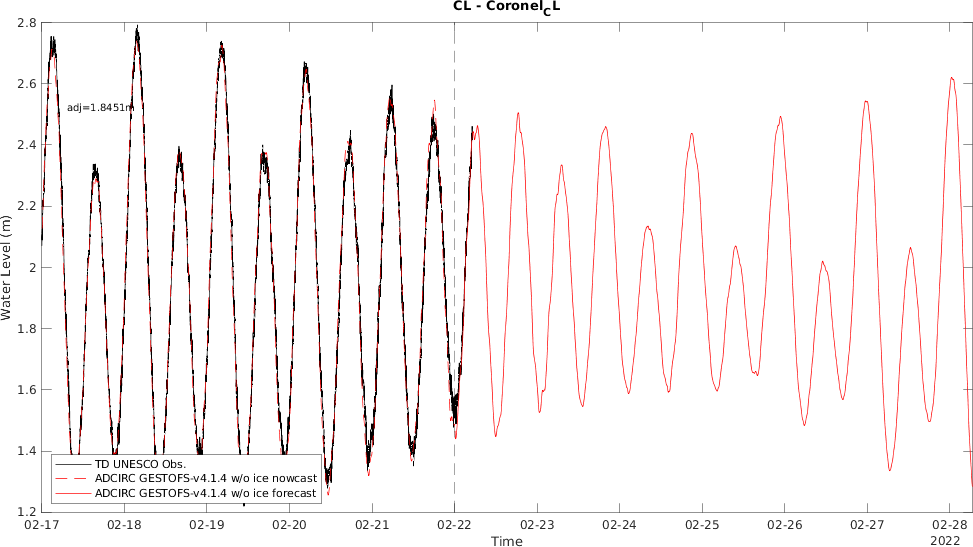 CL - Coronel_CL
2.8
2.6
2.4
2.2
2
1.8
1.6
1.4
1.2
Water Level (m)
adj=1.8451m
TD UNESCO Obs.
ADCIRC GESTOFS-v4.1.4 w/o ice nowcast
ADCIRC GESTOFS-v4.1.4 w/o ice forecast
02-17 02-18 02-19 02-20 02-21 02-22 02-23 02-24 02-25 02-26 02-27 02-28
Time
2022